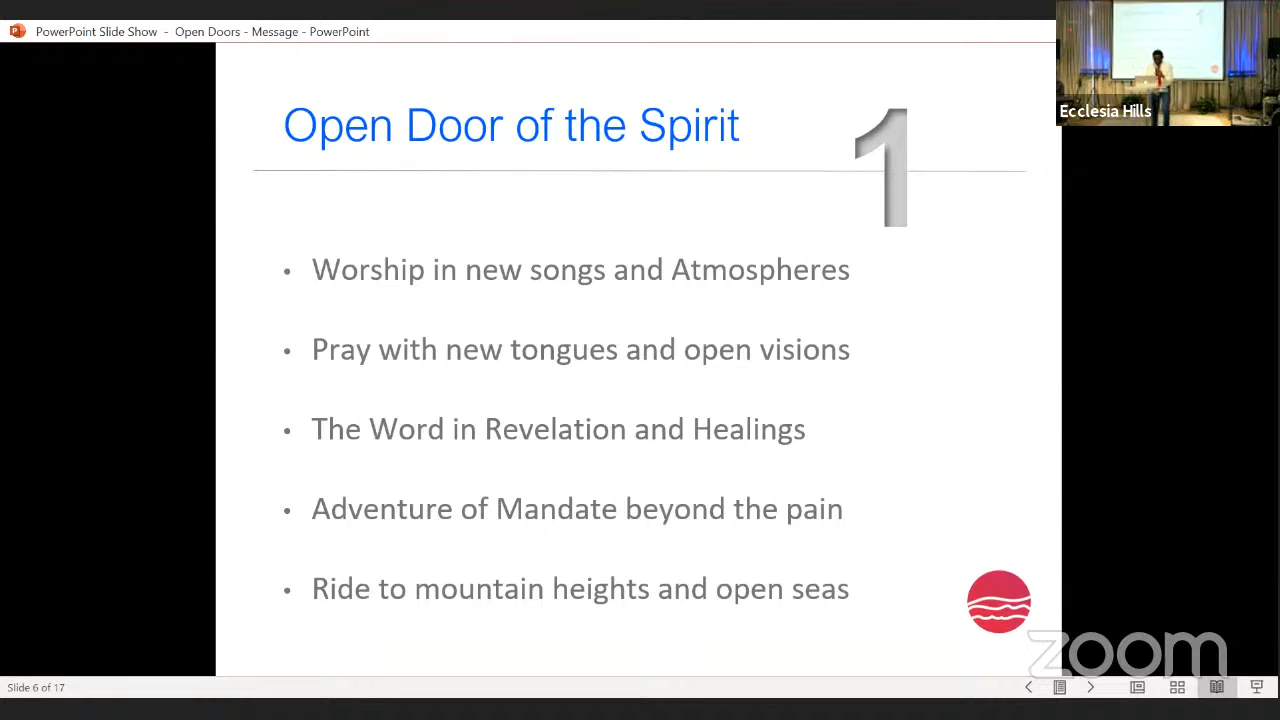 PowerPoint Slide Show - Open Doors - Message - PowerPoint
Ecclesia Hills
Open Door of the Spirit
1
• Worship in new songs and Atmospheres
• Pray with new tongues and open visions
• The Word in Revelation and Healings
• Adventure of Mandate beyond the pain
• Ride to mountain heights and open seas
zoom
Slide 6 of 17